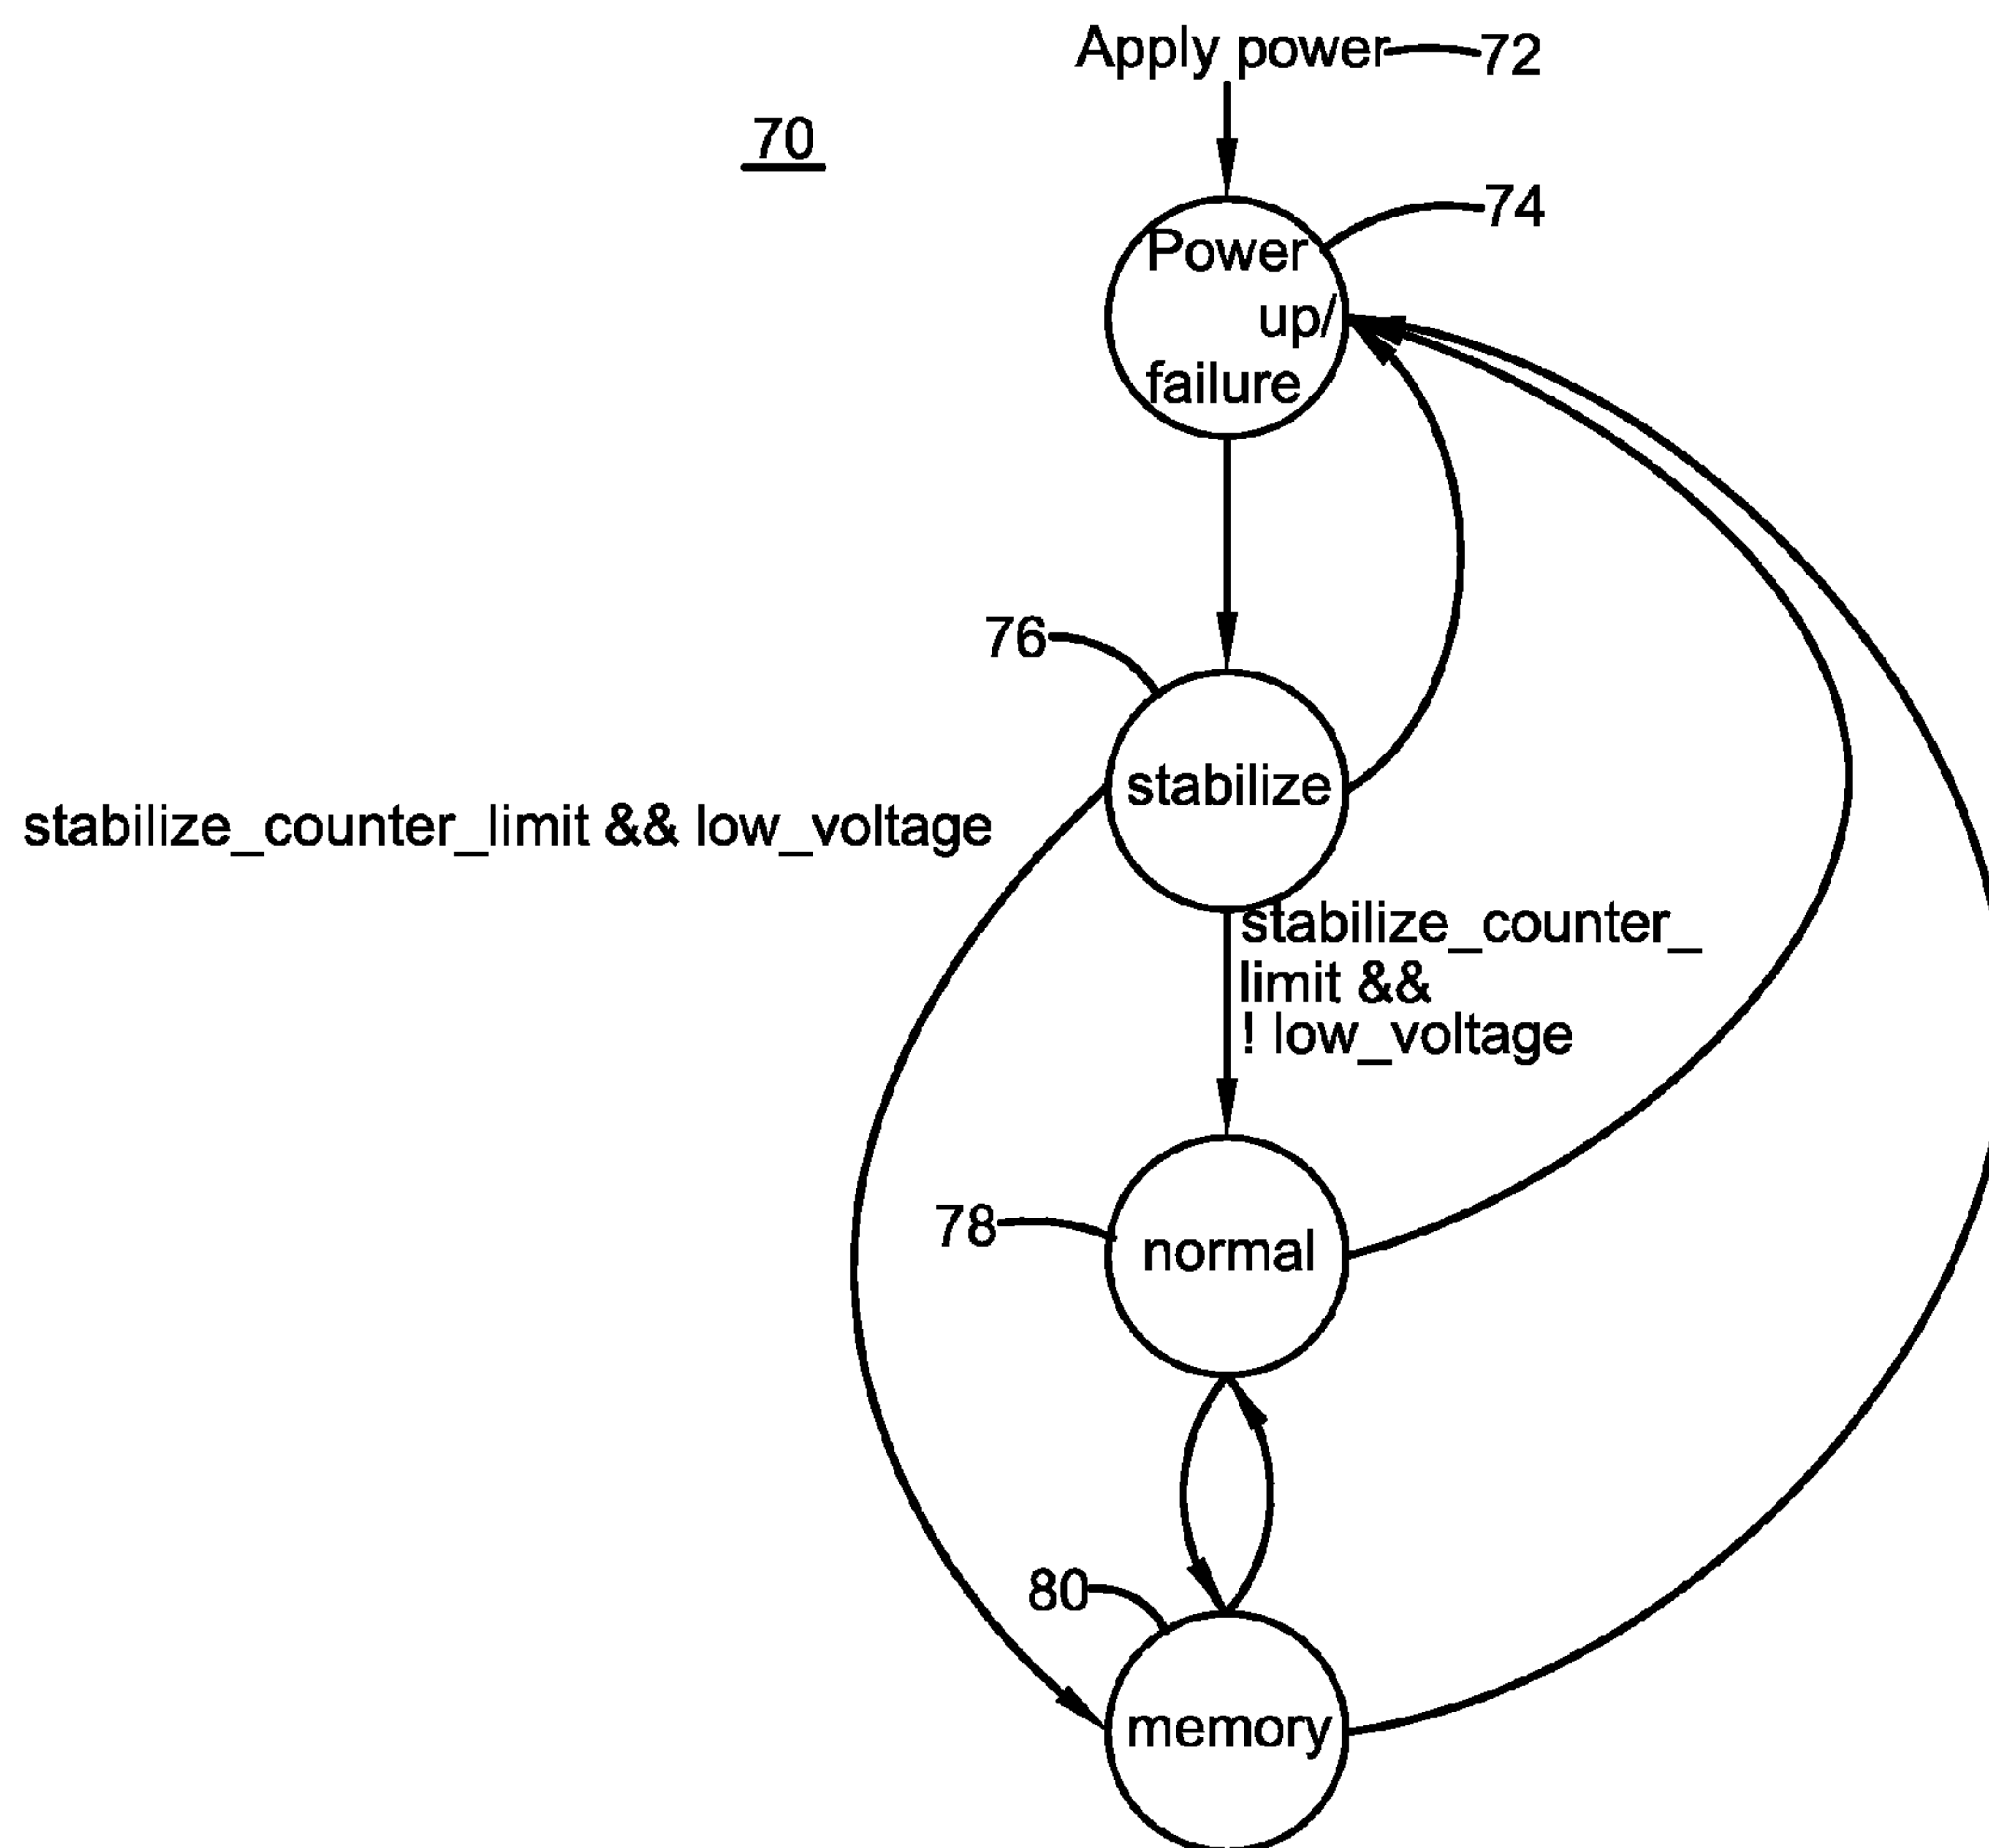 Apply power 72
70
74
Power
up/
failure
76
stabilize
stabilize_counter_limit && low_voltage
stabilize_counter_
limit &&
! low_voltage
78
normal
80
memory